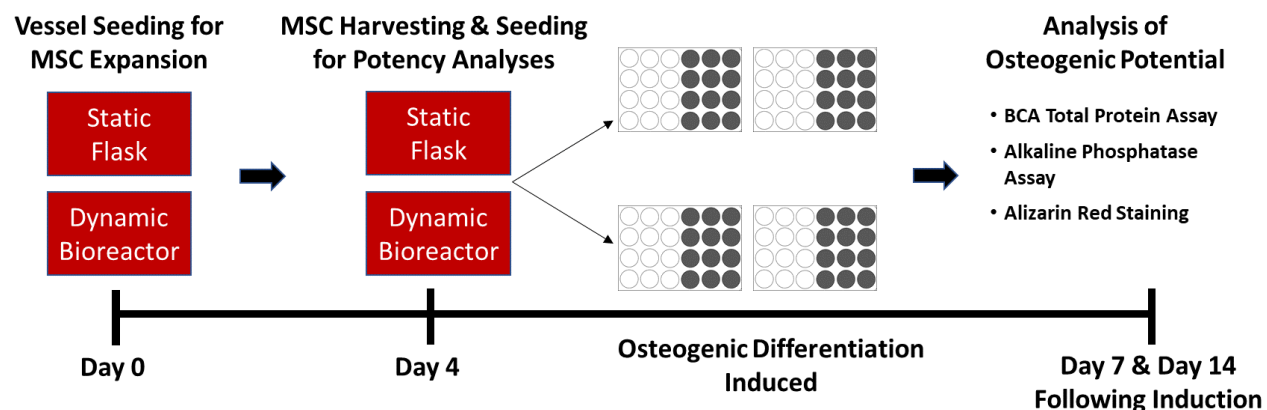 Vessel Seeding for
MSC Expansion
Static
Flask
Dynamic
Bioreactor
MSC Harvesting & Seeding
for Potency Analyses
Static
Flask
Dynamic
Bioreactor
Analysis of
Osteogenic Potential
• BCA Total Protein Assay
• Alkaline Phosphatase
Assay
• Alizarin Red Staining
Day 0
Day 4
Osteogenic Differentiation
Induced
Day 7 & Day 14
Following Induction